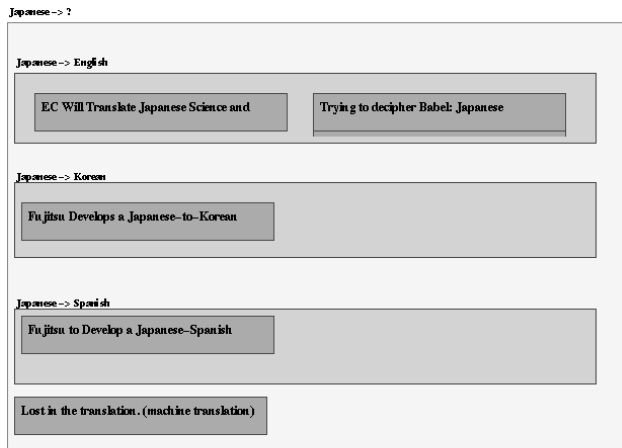 Japanese -> ?
Japanese -> English
EC Will Translate Japanese Science and
Trying to decipher Babel: Japanese
Japanese -> Korean
Fujitsu Develops a Japanese-to-Korean
Japanese -> Spanish
Fujitsu to Develop a Japanese-Spanish
Lost in the translation. (machine translation)